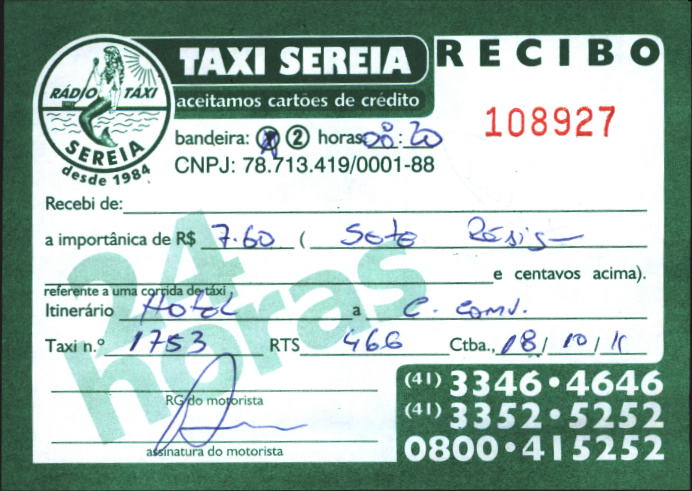 TAXI SEREIA
RECIBO
RÁDIO TÁXI
SEREIA
desde 1984
aceitamos cartões de crédito
108927
bandeira: 1 2 horas 08:20
CNPJ: 78.713.419/0001-88
Recebi de:
a importânica de R$ 7.60 ( Sete Reais
e centavos acima).
referente a uma corrida de táxi
Itinerário Hotel a C. Conv.
Taxi n.º 1753 RTS 466 Ctba., 18/10/11
24 horas
RG do motorista
assinatura do motorista
(41) 3346·4646
(41) 3352·5252
0800·415252